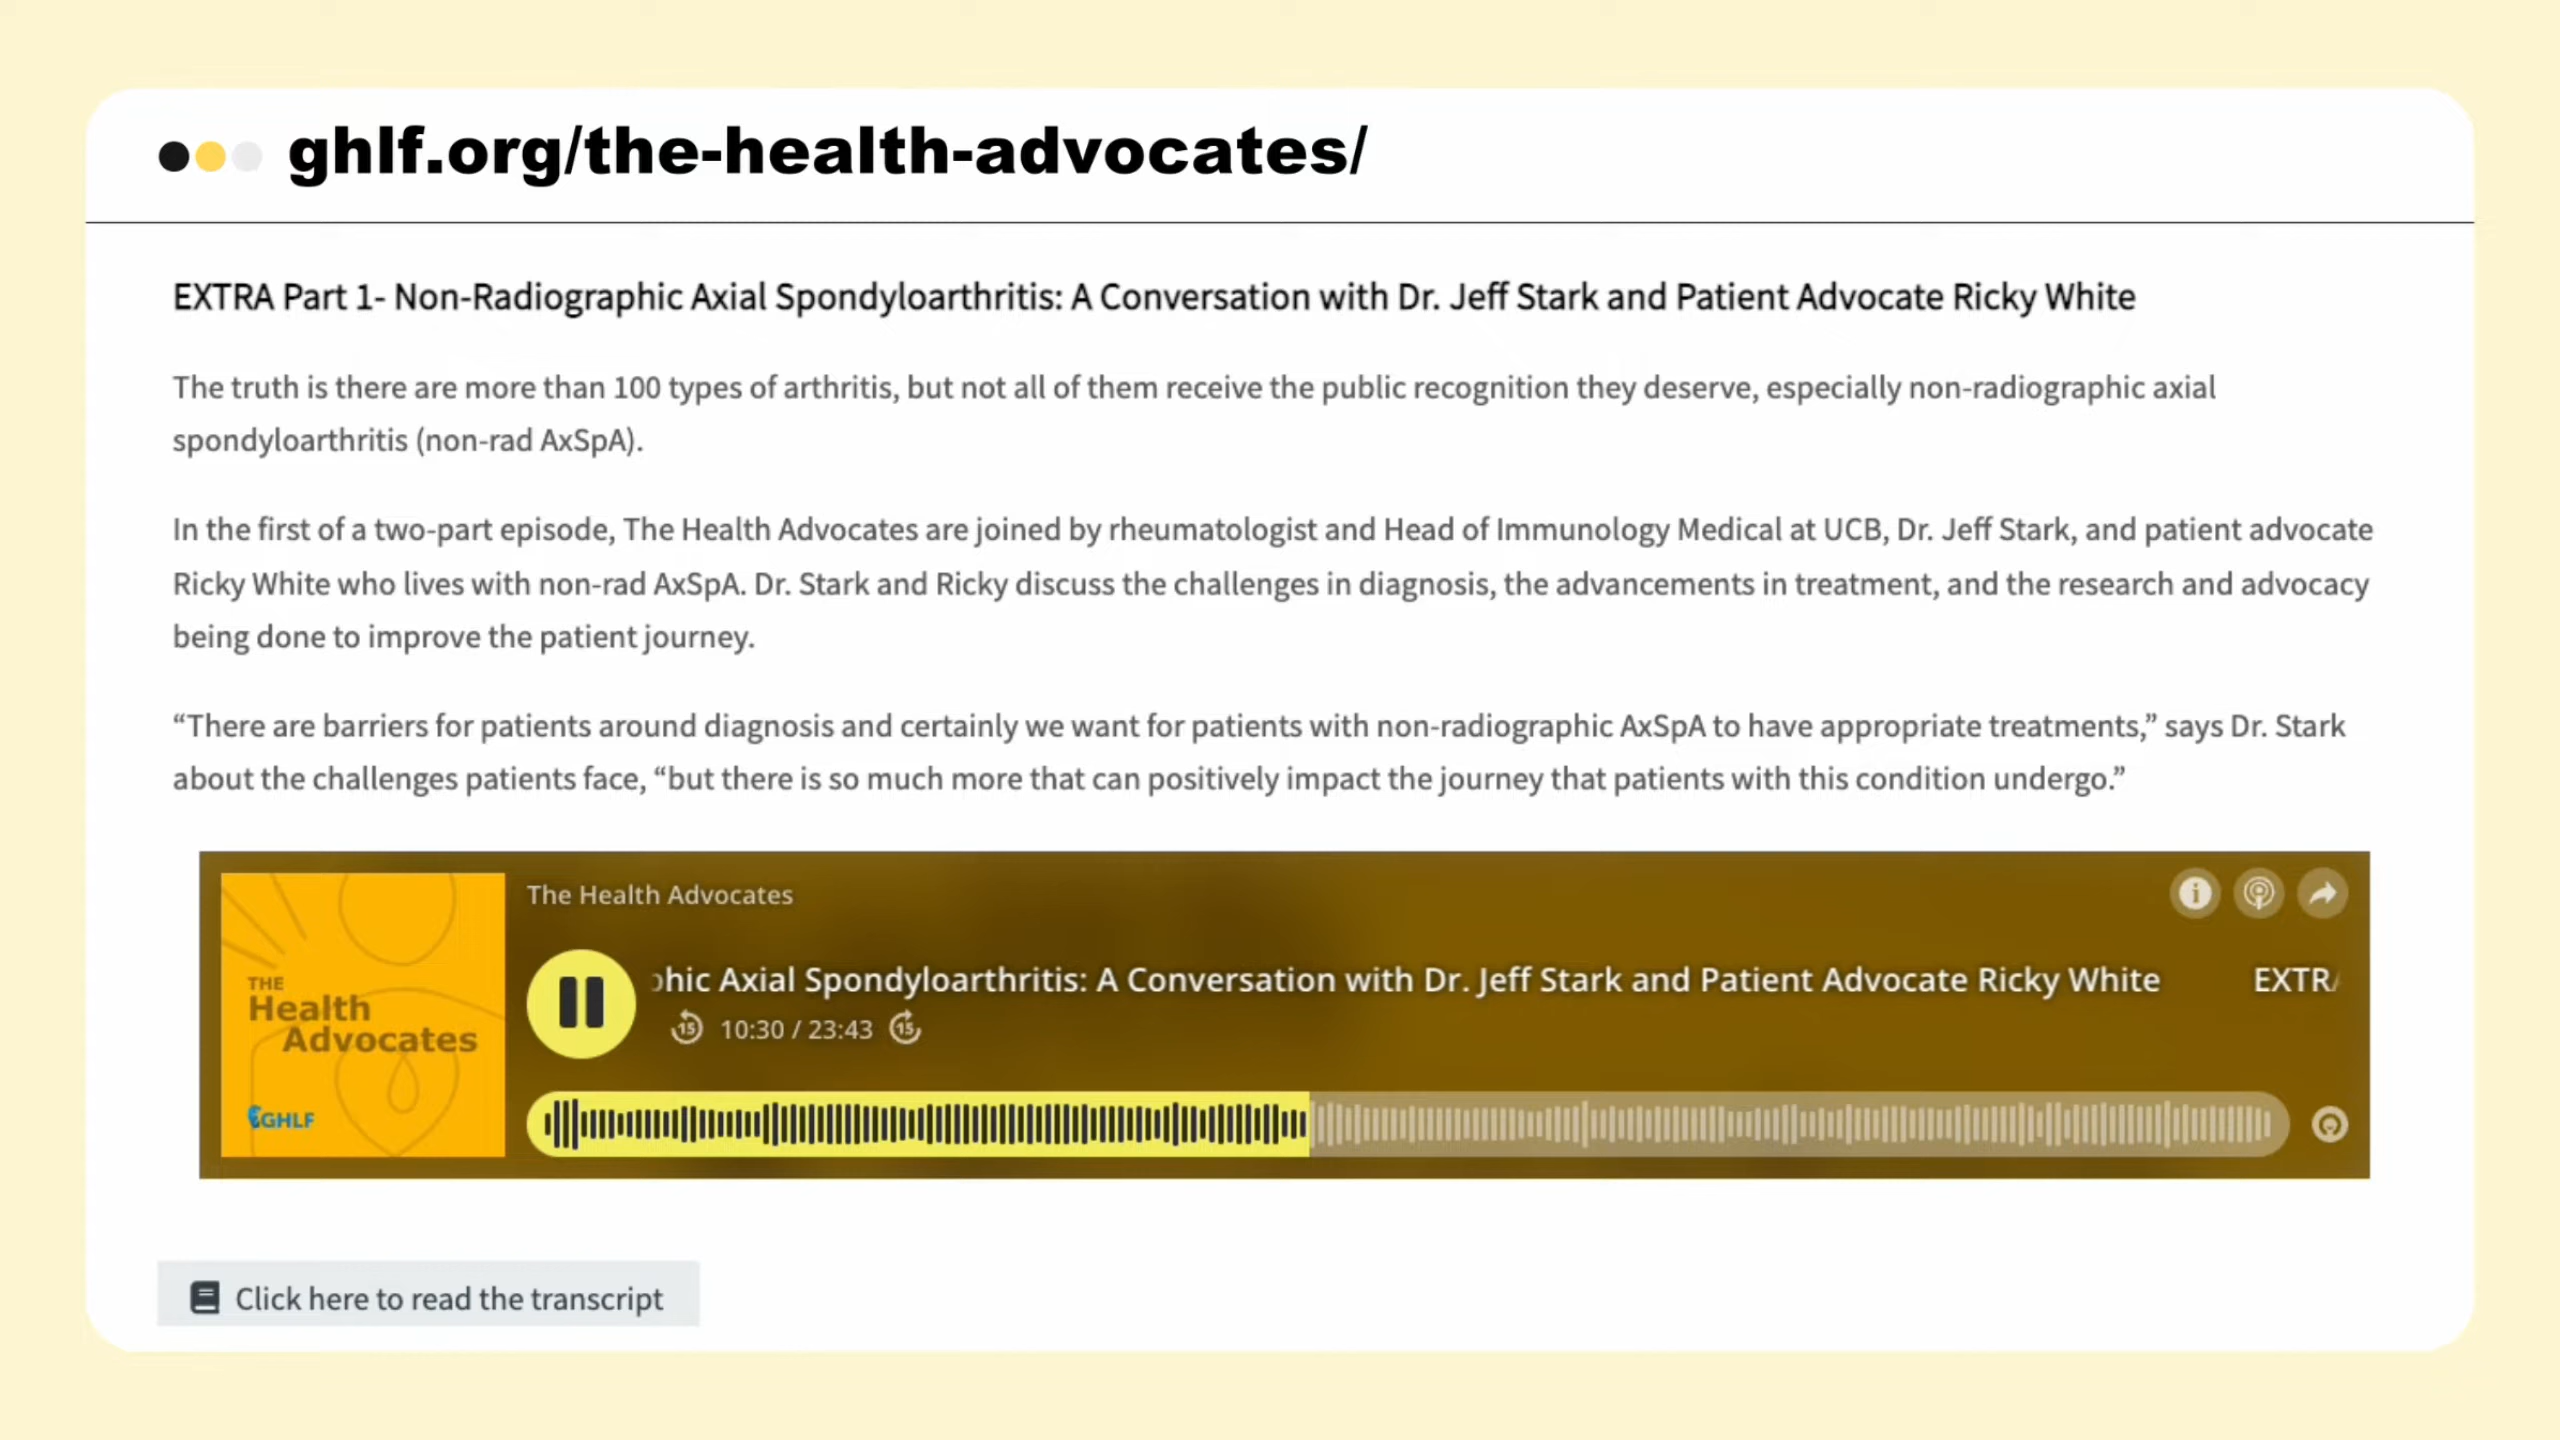 ghlf.org/the-health-advocates/
EXTRA Part 1- Non-Radiographic Axial Spondyloarthritis: A Conversation with Dr. Jeff Stark and Patient Advocate Ricky White
The truth is there are more than 100 types of arthritis, but not all of them receive the public recognition they deserve, especially non-radiographic axial
spondyloarthritis (non-rad AxSpA).
In the first of a two-part episode, The Health Advocates are joined by rheumatologist and Head of Immunology Medical at UCB, Dr. Jeff Stark, and patient advocate
Ricky White who lives with non-rad AxSpA. Dr. Stark and Ricky discuss the challenges in diagnosis, the advancements in treatment, and the research and advocacy
being done to improve the patient journey.
“There are barriers for patients around diagnosis and certainly we want for patients with non-radiographic AxSpA to have appropriate treatments,” says Dr. Stark
about the challenges patients face, “but there is so much more that can positively impact the journey that patients with this condition undergo.”
The Health Advocates
phic Axial Spondyloarthritis: A Conversation with Dr. Jeff Stark and Patient Advocate Ricky White EXTRA
15 10:30 / 23:43 15
THE
Health
Advocates
GHLF
Click here to read the transcript